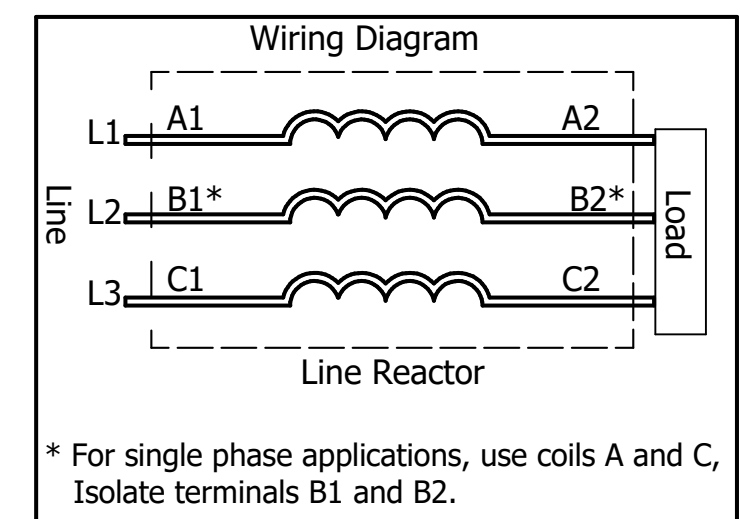 Wiring Diagram
L1 A1 A2
Line L2 B1* B2* Load
L3 C1 C2
Line Reactor
* For single phase applications, use coils A and C,
Isolate terminals B1 and B2.